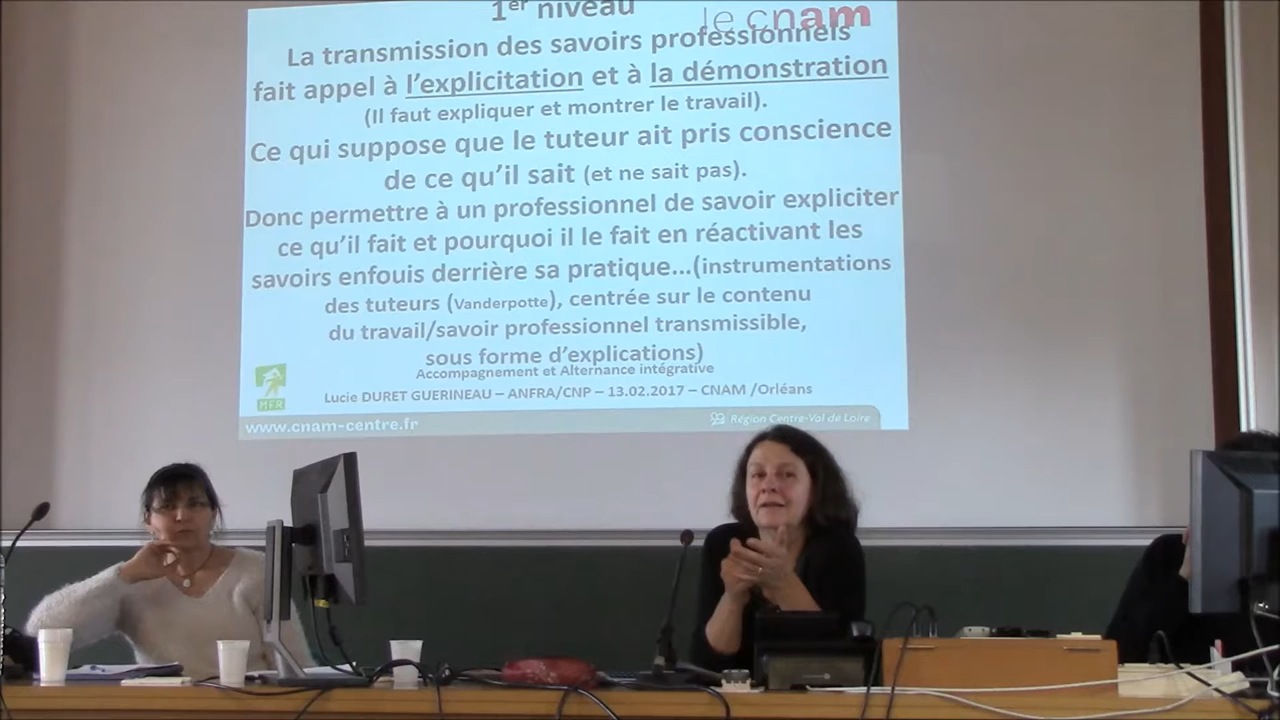 1er niveau
le cnam
La transmission des savoirs professionnels
fait appel à l'explicitation et à la démonstration
(Il faut expliquer et montrer le travail).
Ce qui suppose que le tuteur ait pris conscience
de ce qu'il sait (et ne sait pas).
Donc permettre à un professionnel de savoir expliciter
ce qu'il fait et pourquoi il le fait en réactivant les
savoirs enfouis derrière sa pratique...(instrumentations
des tuteurs (Vanderpotte), centrée sur le contenu
du travail/savoir professionnel transmissible,
sous forme d'explications)
Accompagnement et Alternance intégrative
MFR
Lucie DURET GUERINEAU – ANFRA/CNP – 13.02.2017 – CNAM /Orléans
www.cnam-centre.fr
Région Centre-Val de Loire